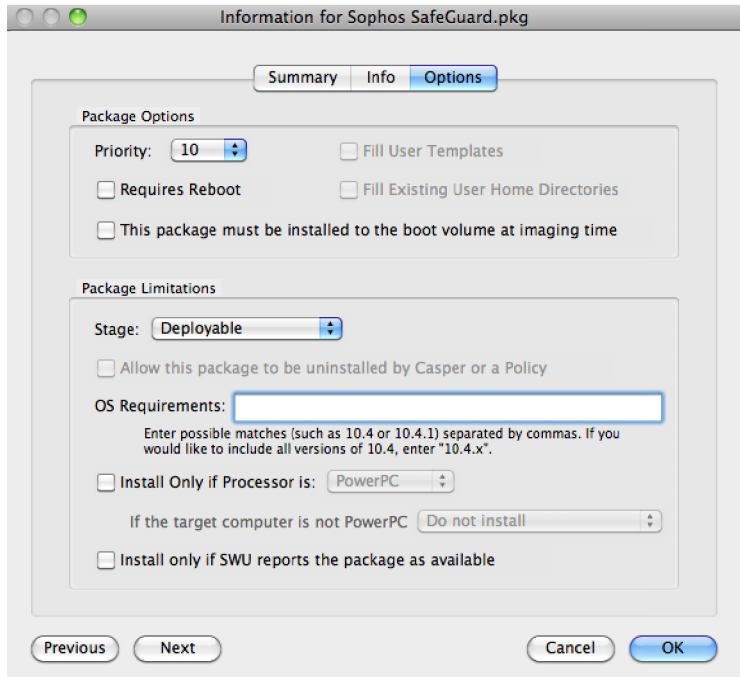 Information for Sophos SafeGuard.pkg
Summary Info Options
Package Options
Priority: 10 Fill User Templates
Requires Reboot Fill Existing User Home Directories
This package must be installed to the boot volume at imaging time
Package Limitations
Stage: Deployable
Allow this package to be uninstalled by Casper or a Policy
OS Requirements:
Enter possible matches (such as 10.4 or 10.4.1) separated by commas. If you
would like to include all versions of 10.4, enter "10.4.x".
Install Only if Processor is: PowerPC
If the target computer is not PowerPC Do not install
Install only if SWU reports the package as available
Previous Next Cancel OK